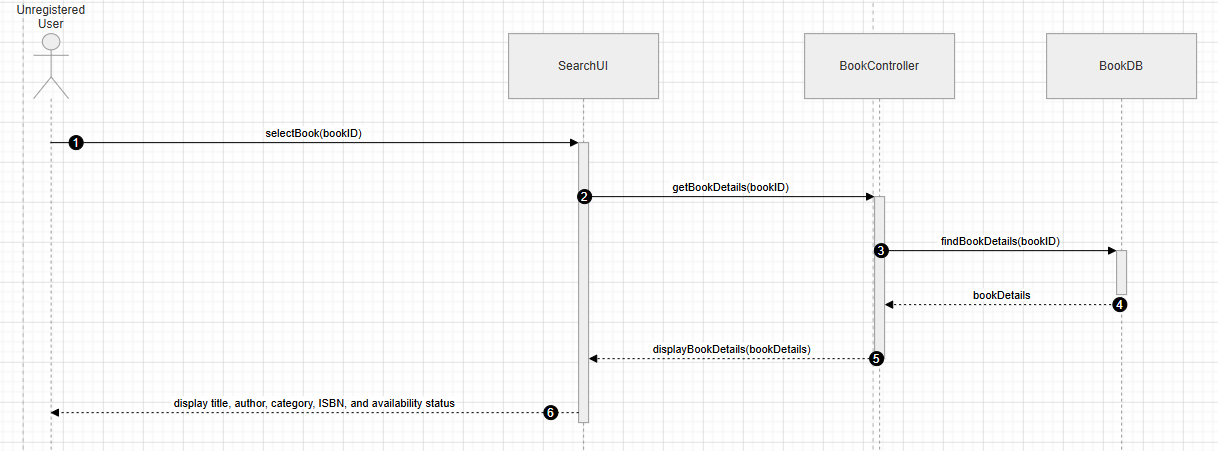 Unregistered
User
SearchUI
BookController
BookDB
1
selectBook(bookID)
2
getBookDetails(bookID)
3
findBookDetails(bookID)
bookDetails
4
displayBookDetails(bookDetails)
5
display title, author, category, ISBN, and availability status
6